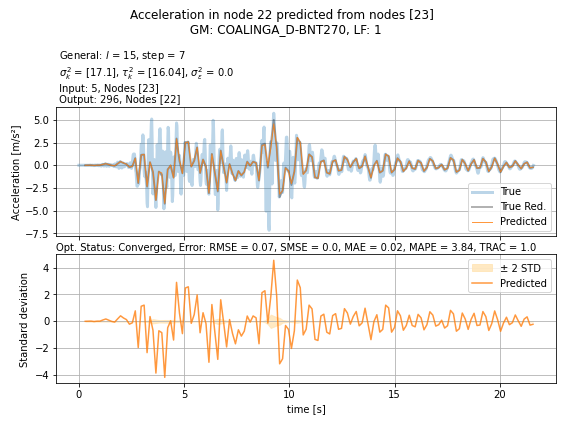 Acceleration in node 22 predicted from nodes [23]
GM: COALINGA_D-BNT270, LF: 1
General: l = 15, step = 7
σ²ₖ = [17.1], τ²ₖ = [16.04], σ²ε = 0.0
Input: 5, Nodes [23]
Output: 296, Nodes [22]
Acceleration [m/s²]
5.0
2.5
0.0
−2.5
−5.0
−7.5
True
True Red.
Predicted
Opt. Status: Converged, Error: RMSE = 0.07, SMSE = 0.0, MAE = 0.02, MAPE = 3.84, TRAC = 1.0
Standard deviation
4
2
0
−2
−4
± 2 STD
Predicted
0 5 10 15 20
time [s]